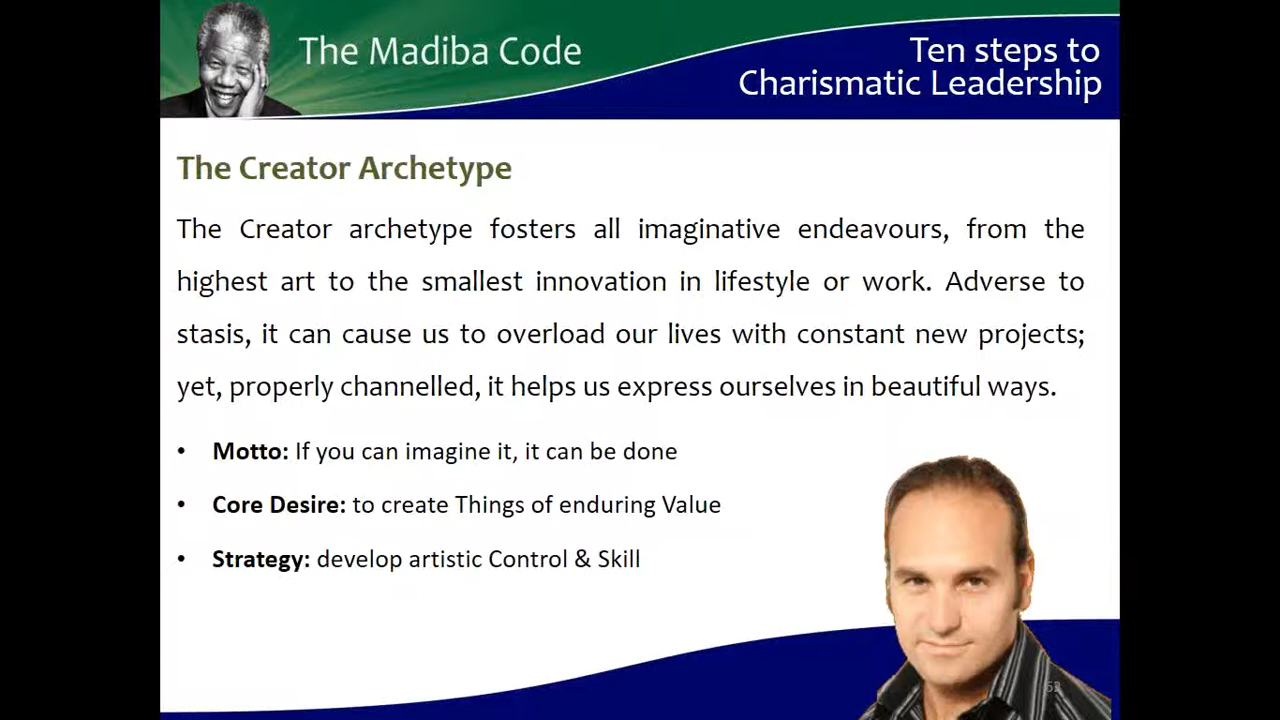 The Madiba Code
Ten steps to
Charismatic Leadership
The Creator Archetype
The Creator archetype fosters all imaginative endeavours, from the
highest art to the smallest innovation in lifestyle or work. Adverse to
stasis, it can cause us to overload our lives with constant new projects;
yet, properly channelled, it helps us express ourselves in beautiful ways.
• Motto: If you can imagine it, it can be done
• Core Desire: to create Things of enduring Value
• Strategy: develop artistic Control & Skill